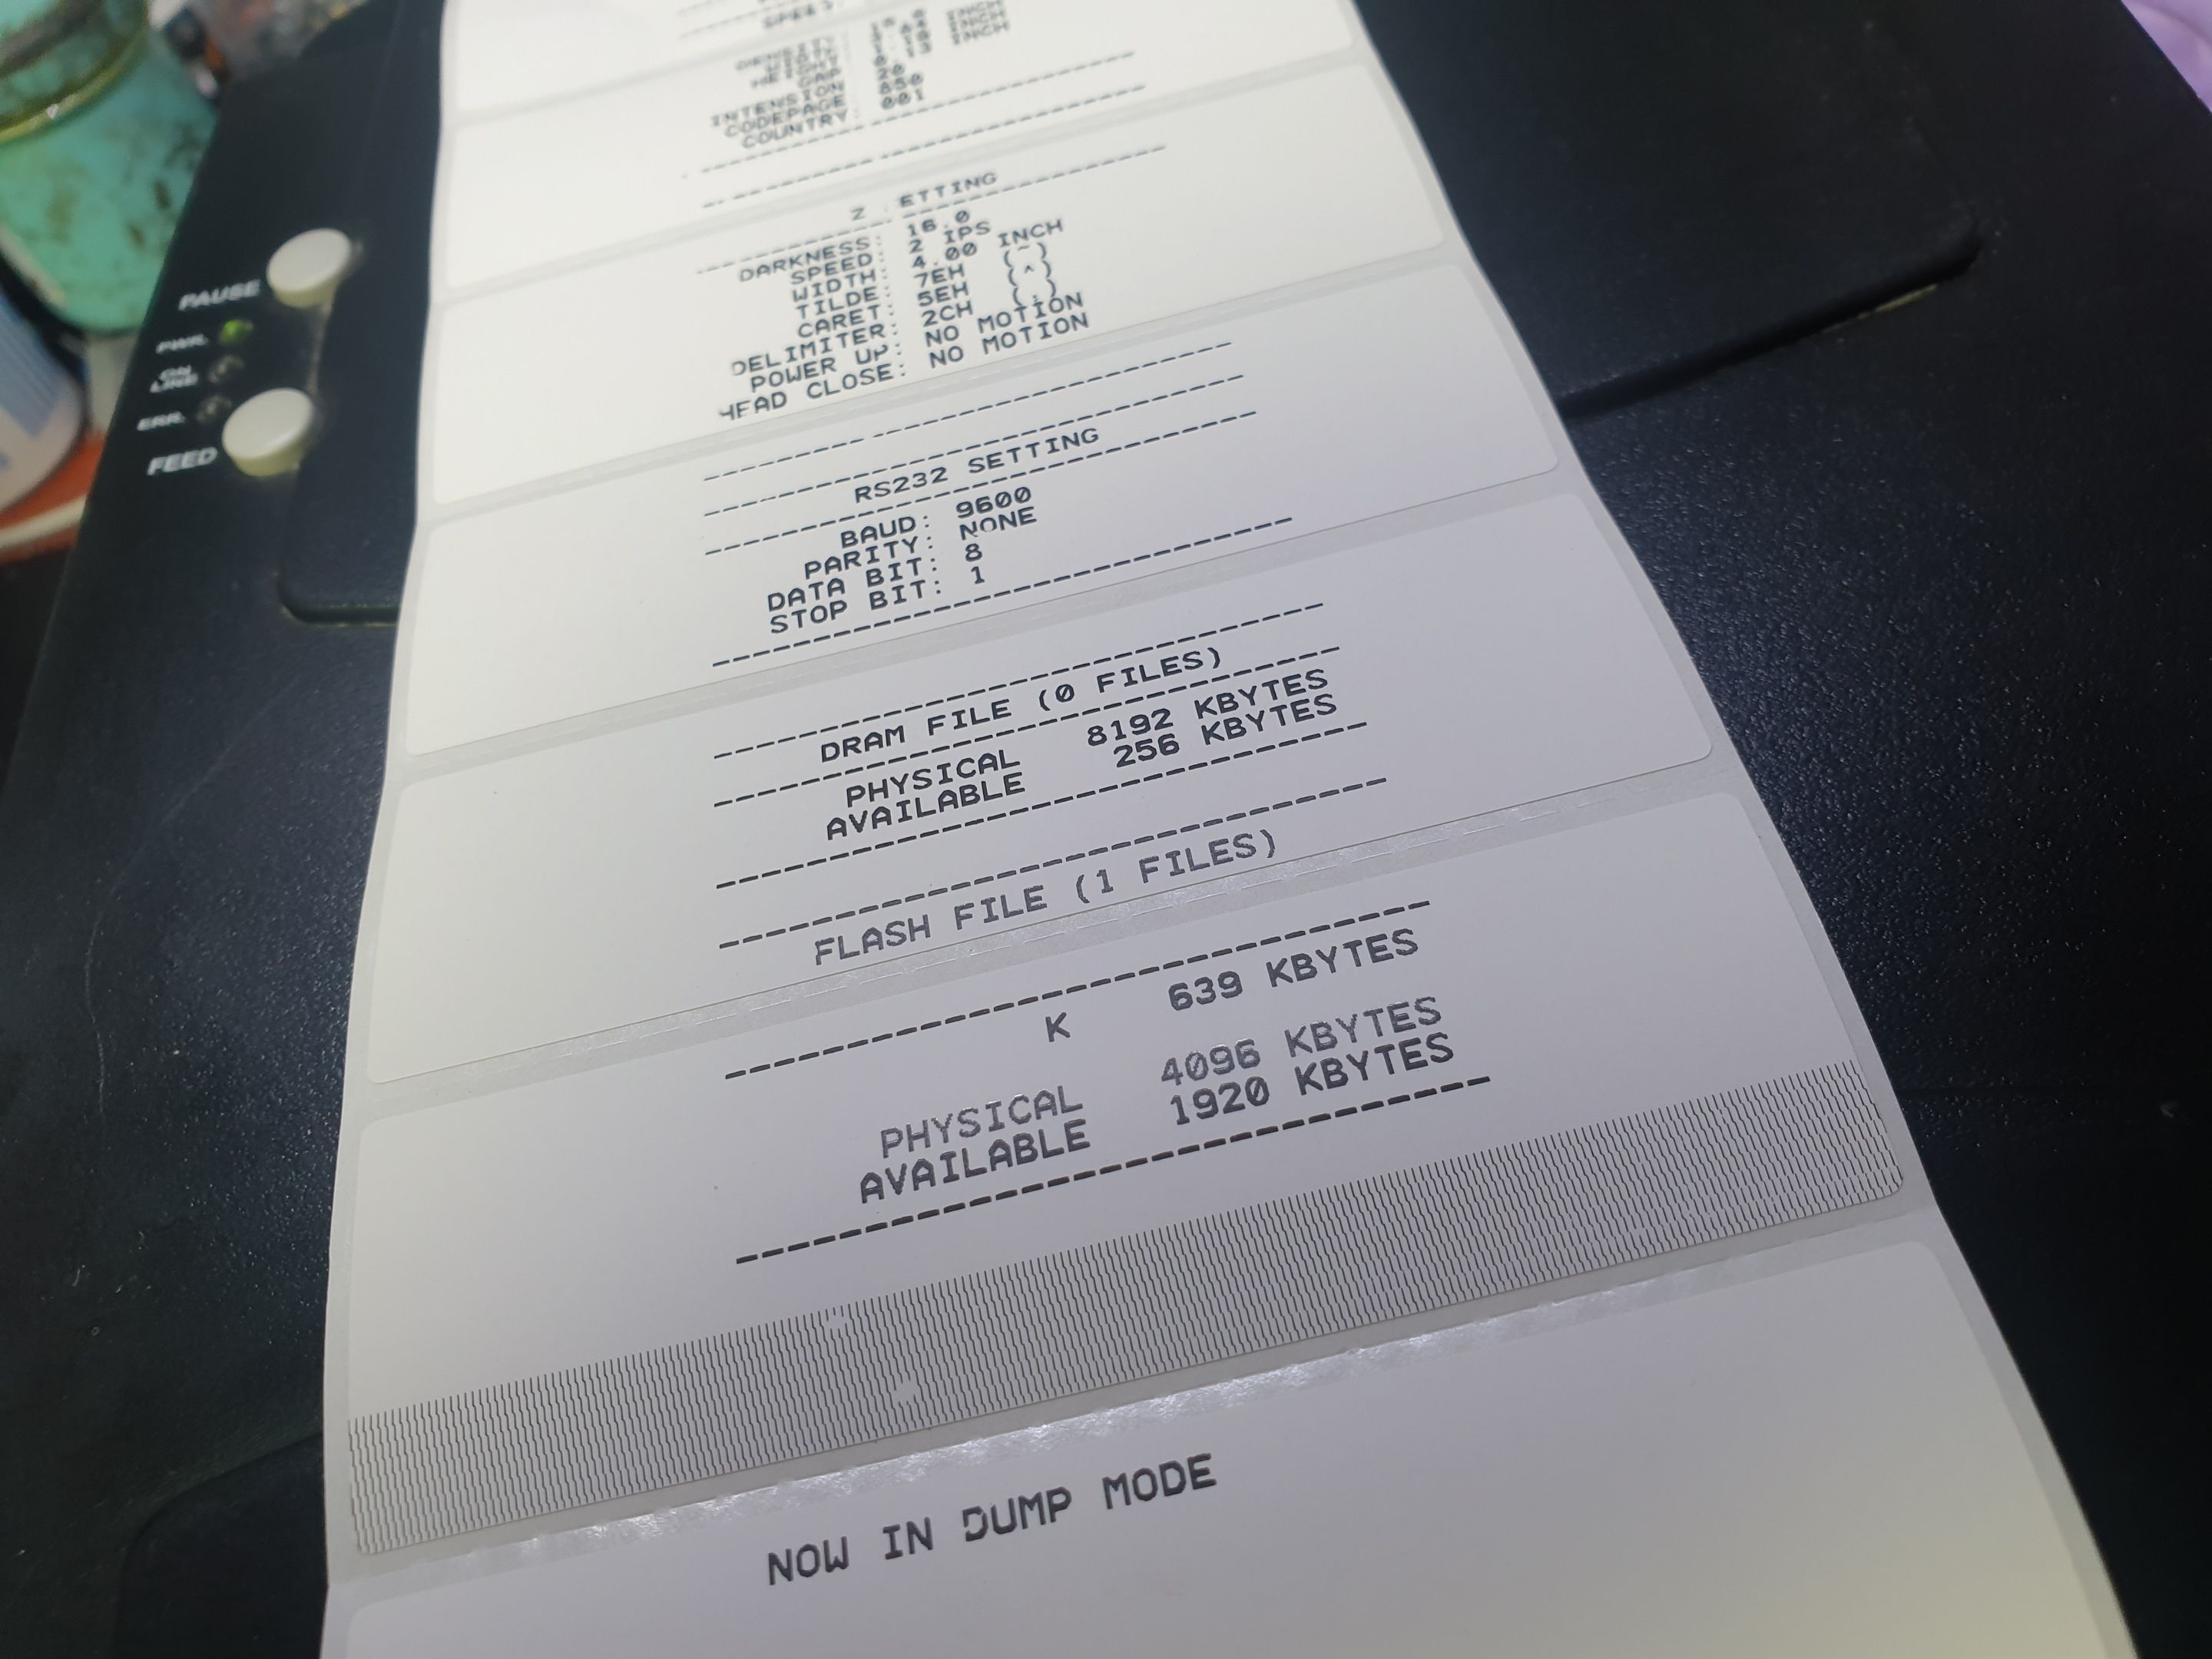 DENSITY:
WIDTH: INCH
HEIGHT: INCH
GAP: INCH
INTENSION 20
CODEPAGE 850
COUNTRY: 001
Z ETTING
DARKNESS: 16.0
SPEED: 2 IPS
WIDTH: 4.00 INCH
TILDE: 7EH (~)
CARET: 5EH (^)
DELIMITER: 2CH (,)
POWER UP: NO MOTION
HEAD CLOSE: NO MOTION
RS232 SETTING
BAUD: 9600
PARITY: NONE
DATA BIT: 8
STOP BIT: 1
DRAM FILE (0 FILES)
PHYSICAL 8192 KBYTES
AVAILABLE 256 KBYTES
FLASH FILE (1 FILES)
K 639 KBYTES
PHYSICAL 4096 KBYTES
AVAILABLE 1920 KBYTES
NOW IN DUMP MODE
PAUSE
PWR.
ON
LINE
ERR.
FEED